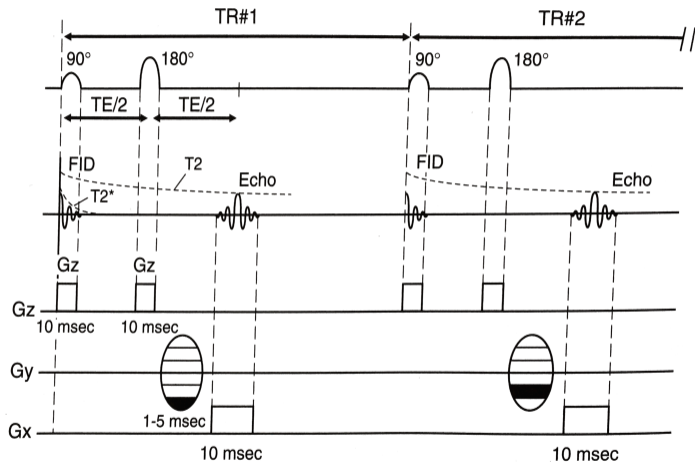 TR#1 TR#2
90° 180° 90° 180°
TE/2 TE/2
FID T2 Echo FID Echo
T2*
Gz Gz
Gz
10 msec 10 msec
Gy
1-5 msec
Gx
10 msec 10 msec